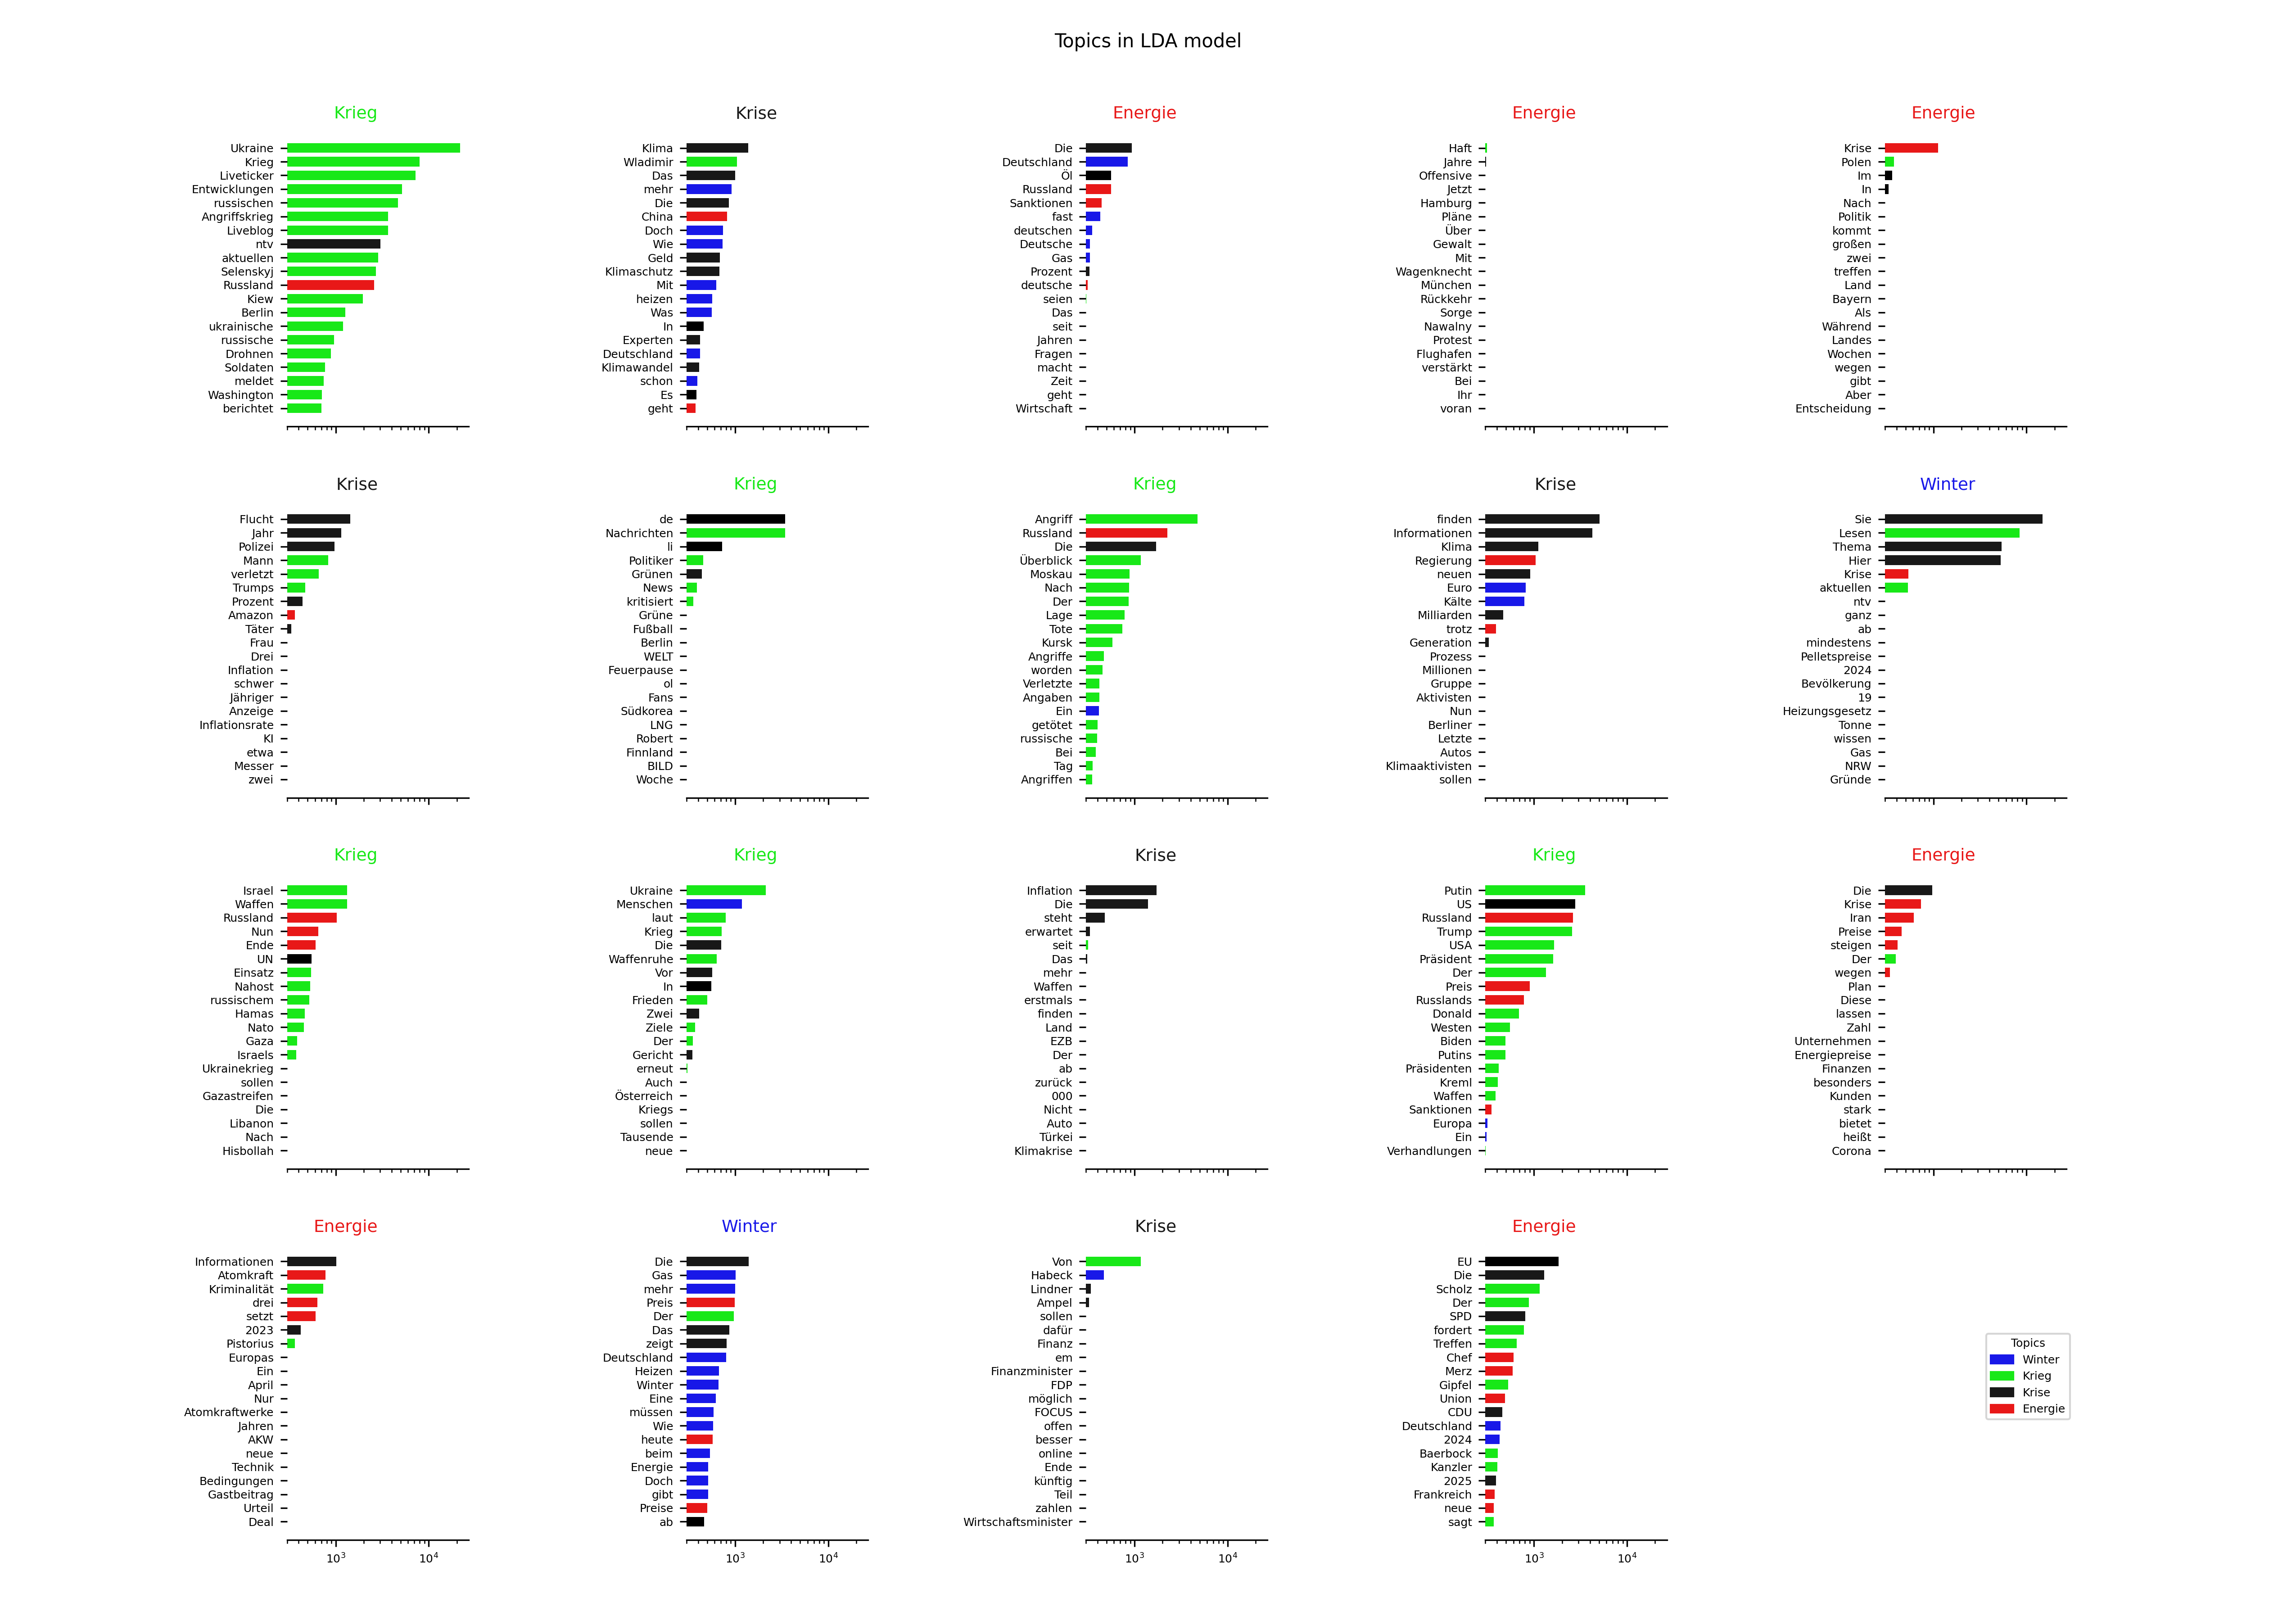 Topics in LDA model
Krieg
Ukraine
Krieg
Liveticker
Entwicklungen
russischen
Angriffskrieg
Liveblog
ntv
aktuellen
Selenskyj
Russland
Kiew
Berlin
ukrainische
russische
Drohnen
Soldaten
meldet
Washington
berichtet
Krise
Klima
Wladimir
Das
mehr
Die
China
Doch
Wie
Geld
Klimaschutz
Mit
heizen
Was
In
Experten
Deutschland
Klimawandel
schon
Es
geht
Energie
Die
Deutschland
Öl
Russland
Sanktionen
fast
deutschen
Deutsche
Gas
Prozent
deutsche
seien
Das
seit
Jahren
Fragen
macht
Zeit
geht
Wirtschaft
Energie
Haft
Jahre
Offensive
Jetzt
Hamburg
Pläne
Über
Gewalt
Mit
Wagenknecht
München
Rückkehr
Sorge
Nawalny
Protest
Flughafen
verstärkt
Bei
Ihr
voran
Energie
Krise
Polen
Im
In
Nach
Politik
kommt
großen
zwei
treffen
Land
Bayern
Als
Während
Landes
Wochen
wegen
gibt
Aber
Entscheidung
Krise
Flucht
Jahr
Polizei
Mann
verletzt
Trumps
Prozent
Amazon
Täter
Frau
Drei
Inflation
schwer
Jähriger
Anzeige
Inflationsrate
KI
etwa
Messer
zwei
Krieg
de
Nachrichten
li
Politiker
Grünen
News
kritisiert
Grüne
Fußball
Berlin
WELT
Feuerpause
ol
Fans
Südkorea
LNG
Robert
Finnland
BILD
Woche
Krieg
Angriff
Russland
Die
Überblick
Moskau
Nach
Der
Lage
Tote
Kursk
Angriffe
worden
Verletzte
Angaben
Ein
getötet
russische
Bei
Tag
Angriffen
Krise
finden
Informationen
Klima
Regierung
neuen
Euro
Kälte
Milliarden
trotz
Generation
Prozess
Millionen
Gruppe
Aktivisten
Nun
Berliner
Letzte
Autos
Klimaaktivisten
sollen
Winter
Sie
Lesen
Thema
Hier
Krise
aktuellen
ntv
ganz
ab
mindestens
Pelletspreise
2024
Bevölkerung
19
Heizungsgesetz
Tonne
wissen
Gas
NRW
Gründe
Krieg
Israel
Waffen
Russland
Nun
Ende
UN
Einsatz
Nahost
russischem
Hamas
Nato
Gaza
Israels
Ukrainekrieg
sollen
Gazastreifen
Die
Libanon
Nach
Hisbollah
Krieg
Ukraine
Menschen
laut
Krieg
Die
Waffenruhe
Vor
In
Frieden
Zwei
Ziele
Der
Gericht
erneut
Auch
Österreich
Kriegs
sollen
Tausende
neue
Krise
Inflation
Die
steht
erwartet
seit
Das
mehr
Waffen
erstmals
finden
Land
EZB
Der
ab
zurück
000
Nicht
Auto
Türkei
Klimakrise
Krieg
Putin
US
Russland
Trump
USA
Präsident
Der
Preis
Russlands
Donald
Westen
Biden
Putins
Präsidenten
Kreml
Waffen
Sanktionen
Europa
Ein
Verhandlungen
Energie
Die
Krise
Iran
Preise
steigen
Der
wegen
Plan
Diese
lassen
Zahl
Unternehmen
Energiepreise
Finanzen
besonders
Kunden
stark
bietet
heißt
Corona
Energie
Informationen
Atomkraft
Kriminalität
drei
setzt
2023
Pistorius
Europas
Ein
April
Nur
Atomkraftwerke
Jahren
AKW
neue
Technik
Bedingungen
Gastbeitrag
Urteil
Deal
10³ 10⁴
Winter
Die
Gas
mehr
Preis
Der
Das
zeigt
Deutschland
Heizen
Winter
Eine
müssen
Wie
heute
beim
Energie
Doch
gibt
Preise
ab
10³ 10⁴
Krise
Von
Habeck
Lindner
Ampel
sollen
dafür
Finanz
em
Finanzminister
FDP
möglich
FOCUS
offen
besser
online
Ende
künftig
Teil
zahlen
Wirtschaftsminister
10³ 10⁴
Energie
EU
Die
Scholz
Der
SPD
fordert
Treffen
Chef
Merz
Gipfel
Union
CDU
Deutschland
2024
Baerbock
Kanzler
2025
Frankreich
neue
sagt
10³ 10⁴
Topics
Winter
Krieg
Krise
Energie